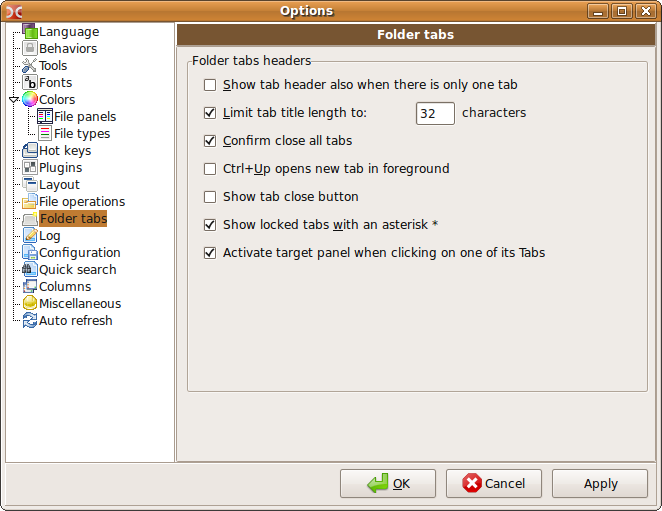 Options
Language
Behaviors
Tools
Fonts
Colors
File panels
File types
Hot keys
Plugins
Layout
File operations
Folder tabs
Log
Configuration
Quick search
Columns
Miscellaneous
Auto refresh
Folder tabs
Folder tabs headers
Show tab header also when there is only one tab
Limit tab title length to: 32 characters
Confirm close all tabs
Ctrl+Up opens new tab in foreground
Show tab close button
Show locked tabs with an asterisk *
Activate target panel when clicking on one of its Tabs
OK Cancel Apply